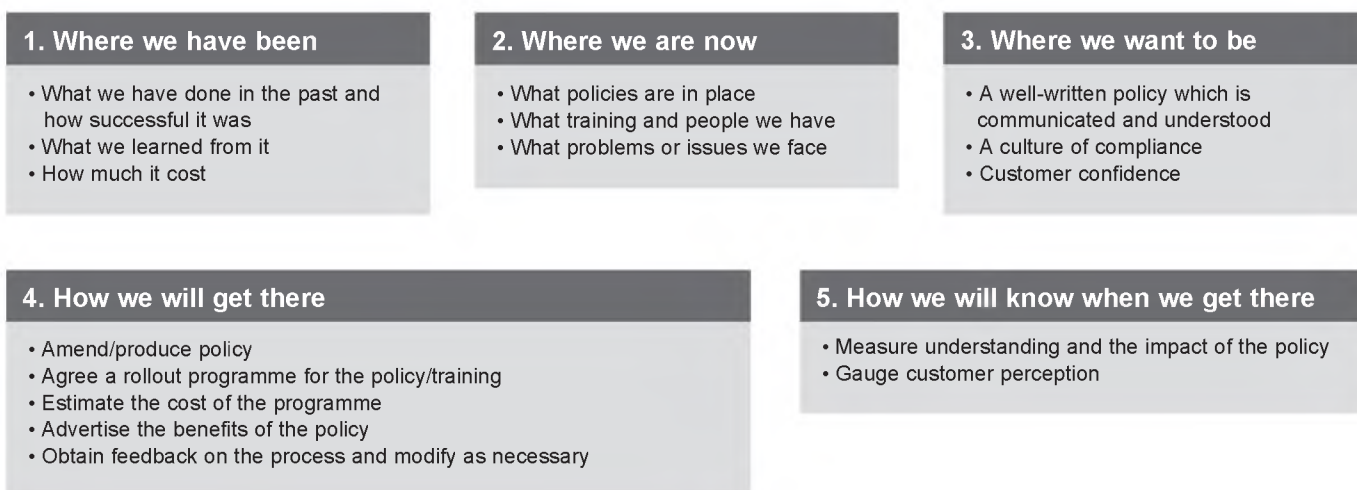 1. Where we have been
• What we have done in the past and
how successful it was
• What we learned from it
• How much it cost
2. Where we are now
• What policies are in place
• What training and people we have
• What problems or issues we face
3. Where we want to be
• A well-written policy which is
communicated and understood
• A culture of compliance
• Customer confidence
4. How we will get there
• Amend/produce policy
• Agree a rollout programme for the policy/training
• Estimate the cost of the programme
• Advertise the benefits of the policy
• Obtain feedback on the process and modify as necessary
5. How we will know when we get there
• Measure understanding and the impact of the policy
• Gauge customer perception